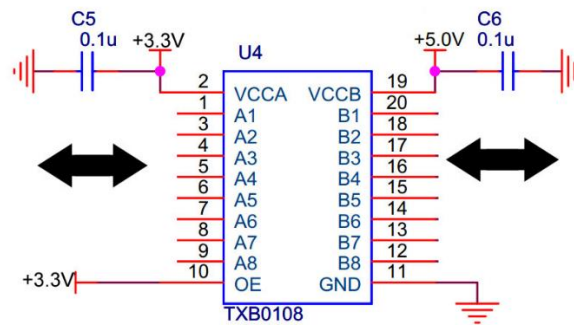 C5
0.1u
+3.3V
U4
+5.0V
C6
0.1u
2 VCCA VCCB 19
1 A1 B1 20
3 A2 B2 18
4 A3 B3 17
5 A4 B4 16
6 A5 B5 15
7 A6 B6 14
8 A7 B7 13
9 A8 B8 12
+3.3V 10 OE GND 11
TXB0108